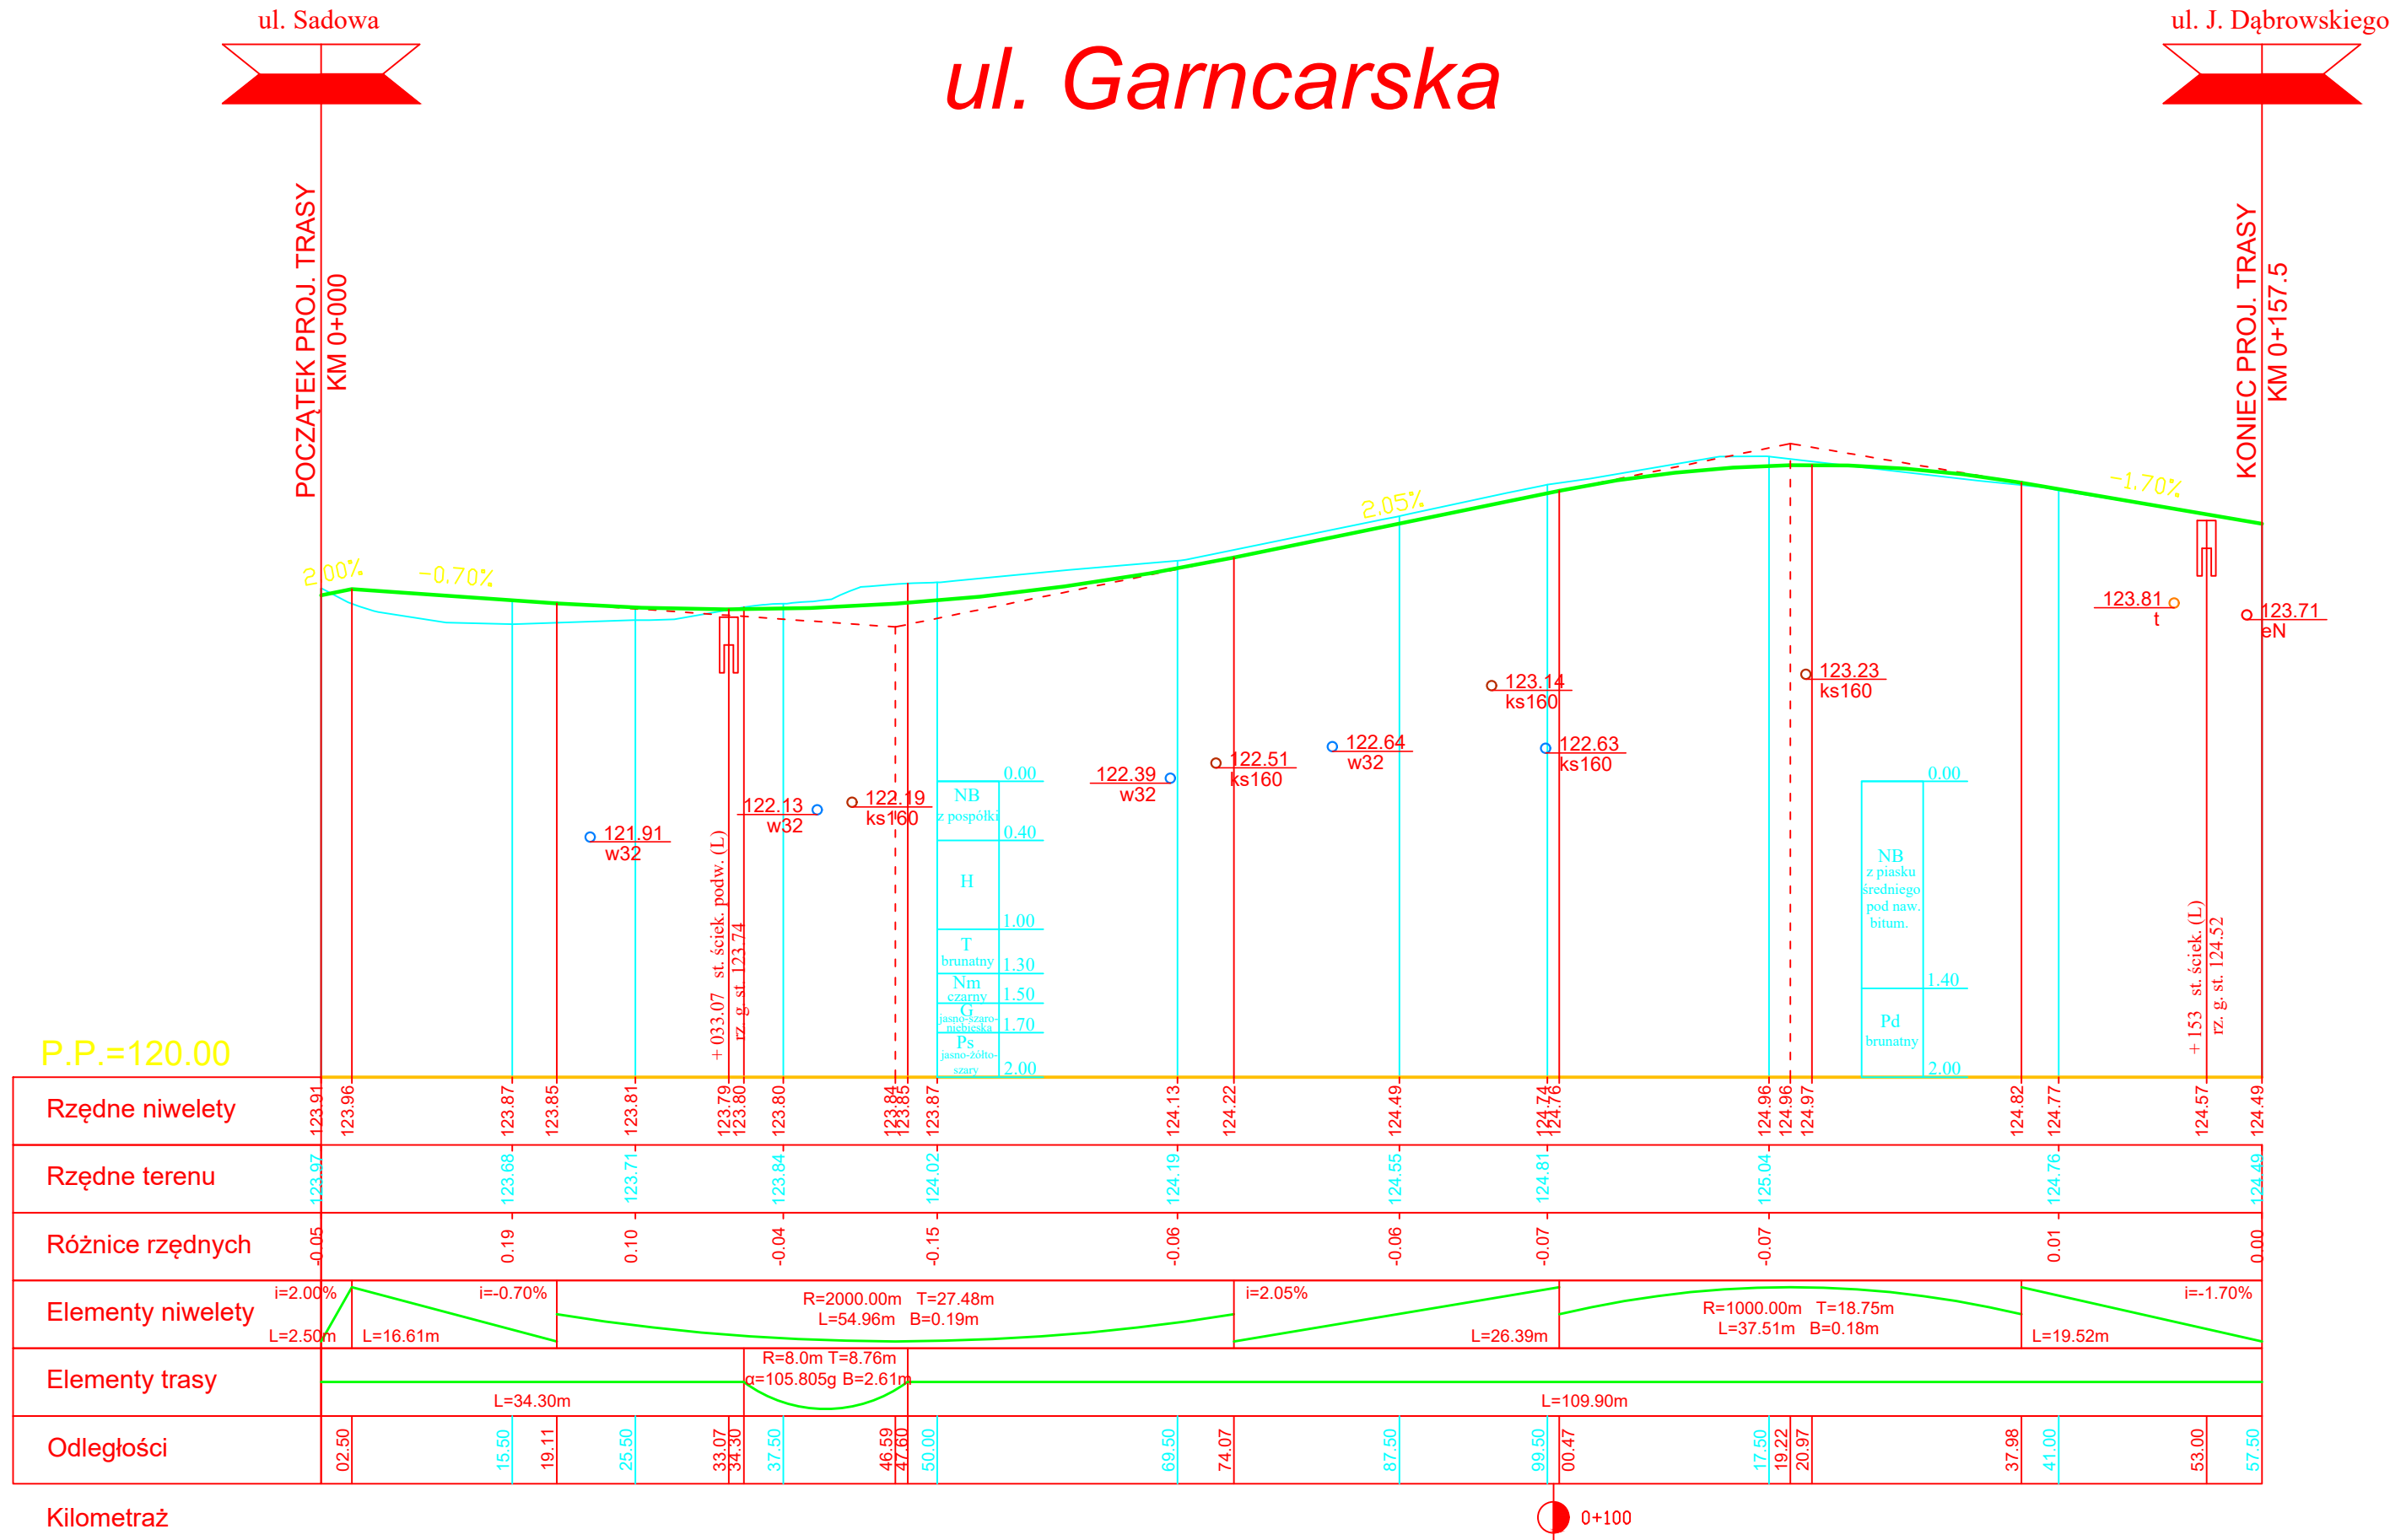 ul. Sadowa
ul. J. Dąbrowskiego
ul. Garncarska
POCZĄTEK PROJ. TRASY
KM 0+000
KONIEC PROJ. TRASY
KM 0+157.5
2.00%
-0.70%
2.05%
-1.70%
123.81
t
123.71
eN
123.14
ks160
123.23
ks160
122.64
w32
122.63
ks160
122.39
w32
122.51
ks160
122.13
w32
122.19
ks160
121.91
w32
+ 033.07 st. ściek. podw. (L)
rz. g. st. 123.74
0.00
NB
z pospółki
0.40
H
1.00
T
brunatny
1.30
Nm
czarny
1.50
G
jasno-szaro-
niebieska
1.70
Ps
jasno-żółto-
szary
2.00
0.00
NB
z piasku
średniego
pod naw.
bitum.
1.40
Pd
brunatny
2.00
+ 153 st. ściek. (L)
rz. g. st. 124.52
P.P.=120.00
Rzędne niwelety
123.91 123.96 123.87 123.85 123.81 123.79 123.80 123.80 123.84 123.85 123.87 124.13 124.22 124.49 124.74 124.76 124.96 124.96 124.97 124.82 124.77 124.57 124.49
Rzędne terenu
123.97 123.68 123.71 123.84 124.02 124.19 124.55 124.81 125.04 124.76 124.49
Różnice rzędnych
-0.05 0.19 0.10 -0.04 -0.15 -0.06 -0.06 -0.07 -0.07 0.01 0.00
Elementy niwelety
i=2.00%
L=2.50m
i=-0.70%
L=16.61m
R=2000.00m T=27.48m
L=54.96m B=0.19m
i=2.05%
L=26.39m
R=1000.00m T=18.75m
L=37.51m B=0.18m
i=-1.70%
L=19.52m
Elementy trasy
L=34.30m
R=8.0m T=8.76m
α=105.805g B=2.61m
L=109.90m
Odległości
02.50 15.50 19.11 25.50 33.07 34.30 37.50 46.59 47.60 50.00 69.50 74.07 87.50 99.50 00.47 17.50 19.22 20.97 37.98 41.00 53.00 57.50
Kilometraż
0+100